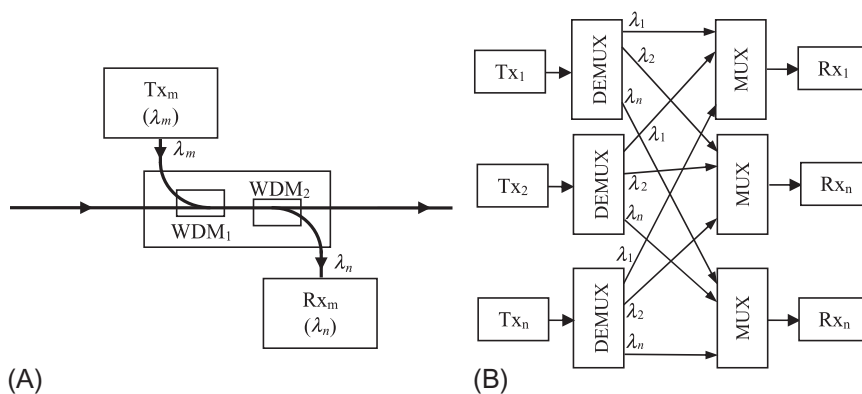 Txₘ
(λₘ)
λₘ
WDM₂
WDM₁
λₙ
Rxₘ
(λₙ)
(A)
Tx₁
DEMUX
λ₁
λ₂
λₙ
MUX
Rx₁
Tx₂
DEMUX
λ₁
λ₂
λₙ
MUX
Rxₙ
Txₙ
DEMUX
λ₁
λ₂
λₙ
MUX
Rxₙ
(B)